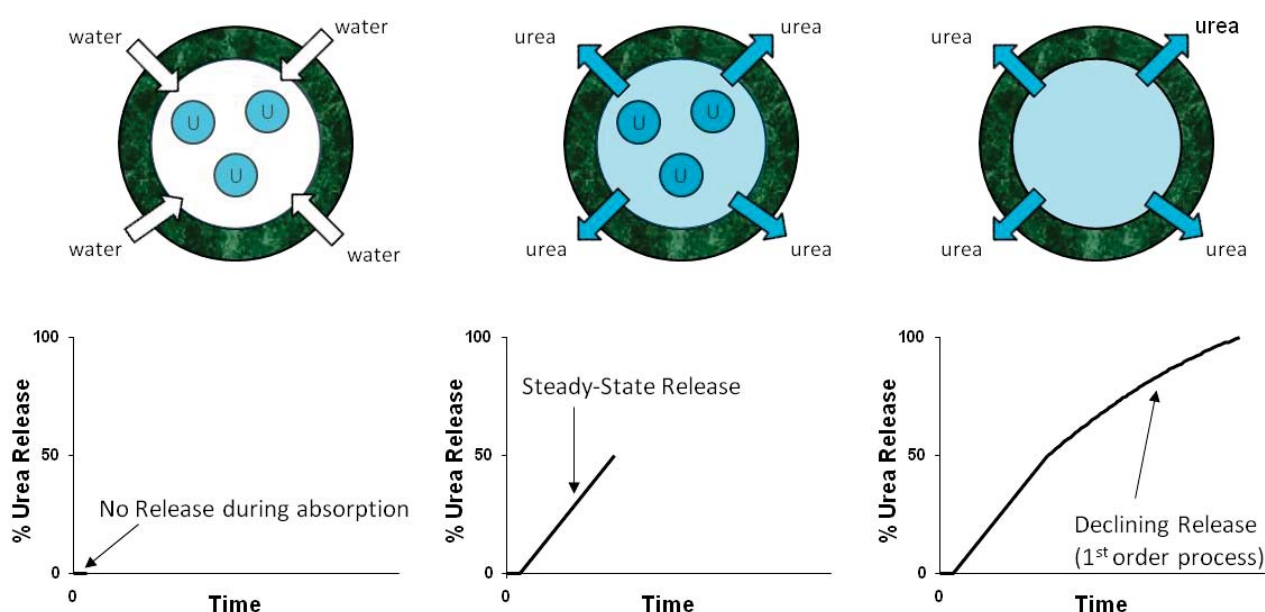 water
water
U
U
U
water
water
urea
urea
U
U
U
urea
urea
urea
urea
urea
urea
% Urea Release
100
50
0
No Release during absorption
0
Time
% Urea Release
100
50
0
Steady-State Release
0
Time
% Urea Release
100
50
0
Declining Release
(1st order process)
0
Time